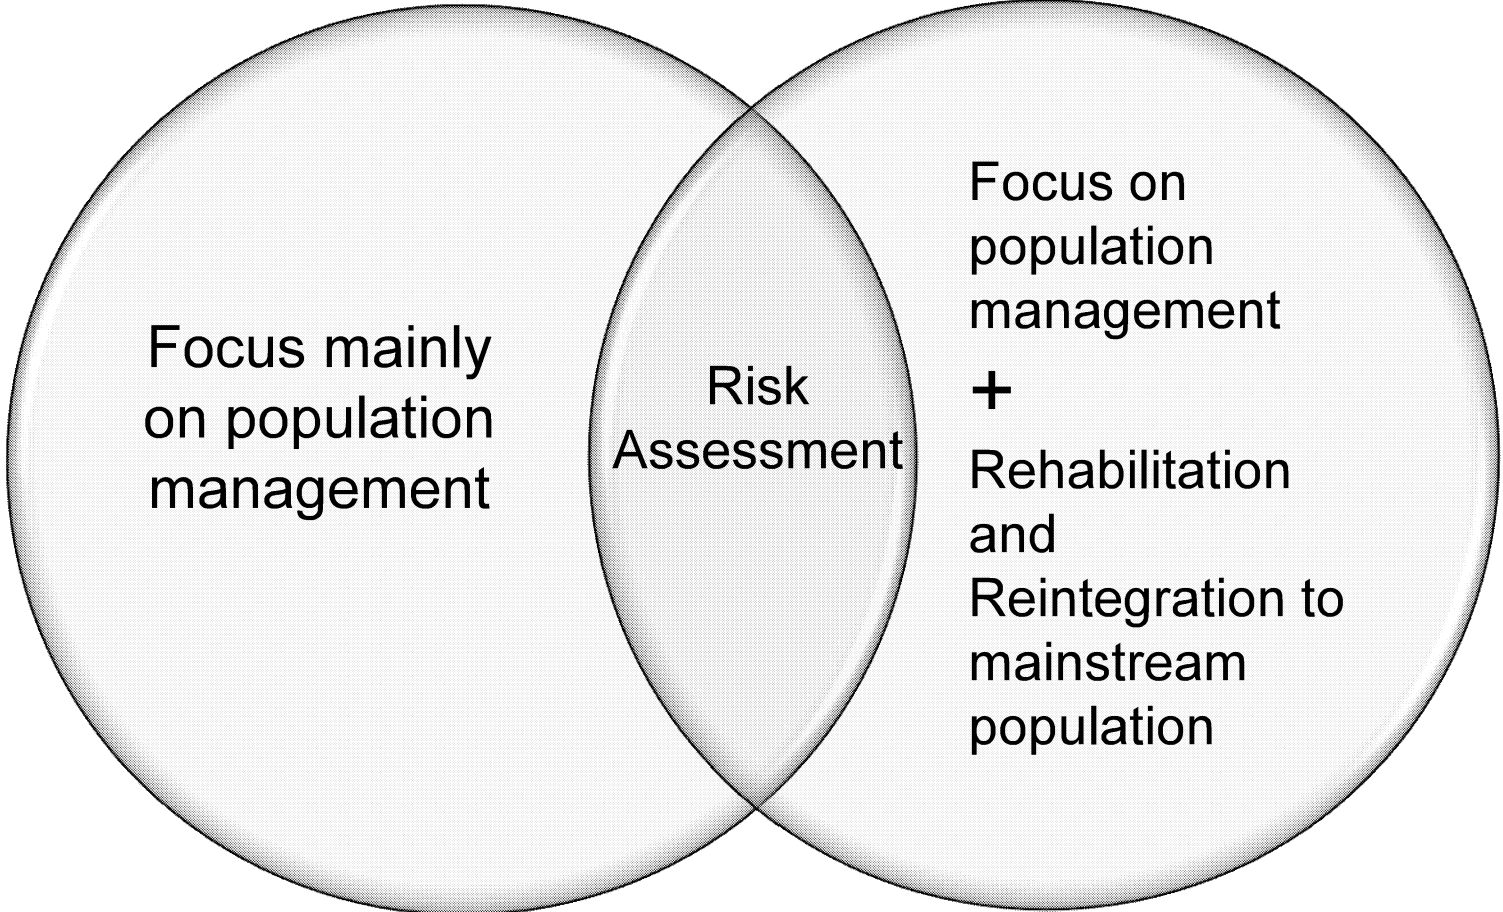 Focus mainly
on population
management
Risk
Assessment
Focus on
population
management
+
Rehabilitation
and
Reintegration to
mainstream
population